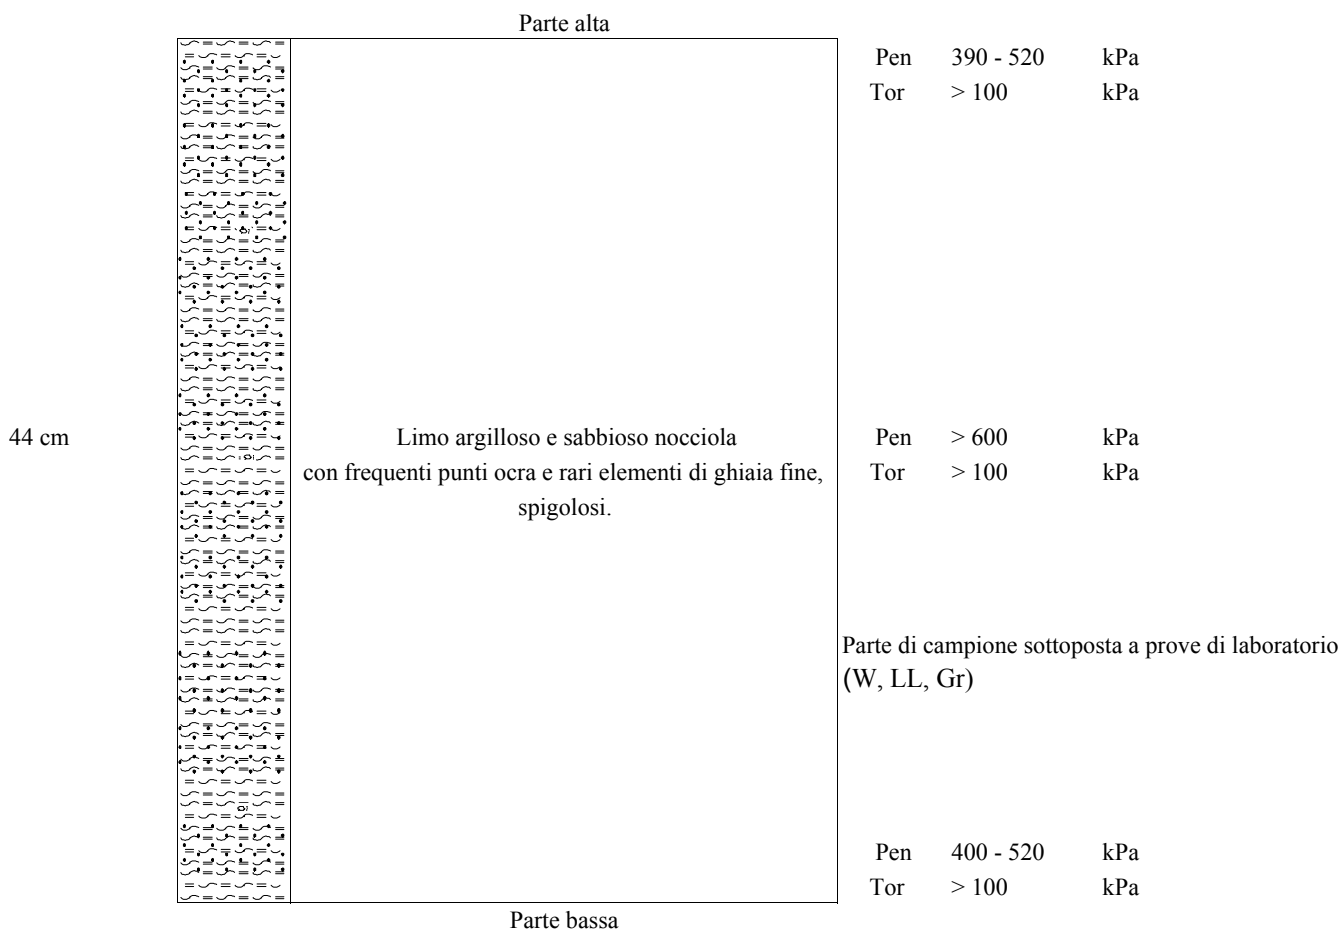 Parte alta
Pen 390 - 520 kPa
Tor > 100 kPa
44 cm
Limo argilloso e sabbioso nocciola
con frequenti punti ocra e rari elementi di ghiaia fine,
spigolosi.
Pen > 600 kPa
Tor > 100 kPa
Parte di campione sottoposta a prove di laboratorio
(W, LL, Gr)
Pen 400 - 520 kPa
Tor > 100 kPa
Parte bassa